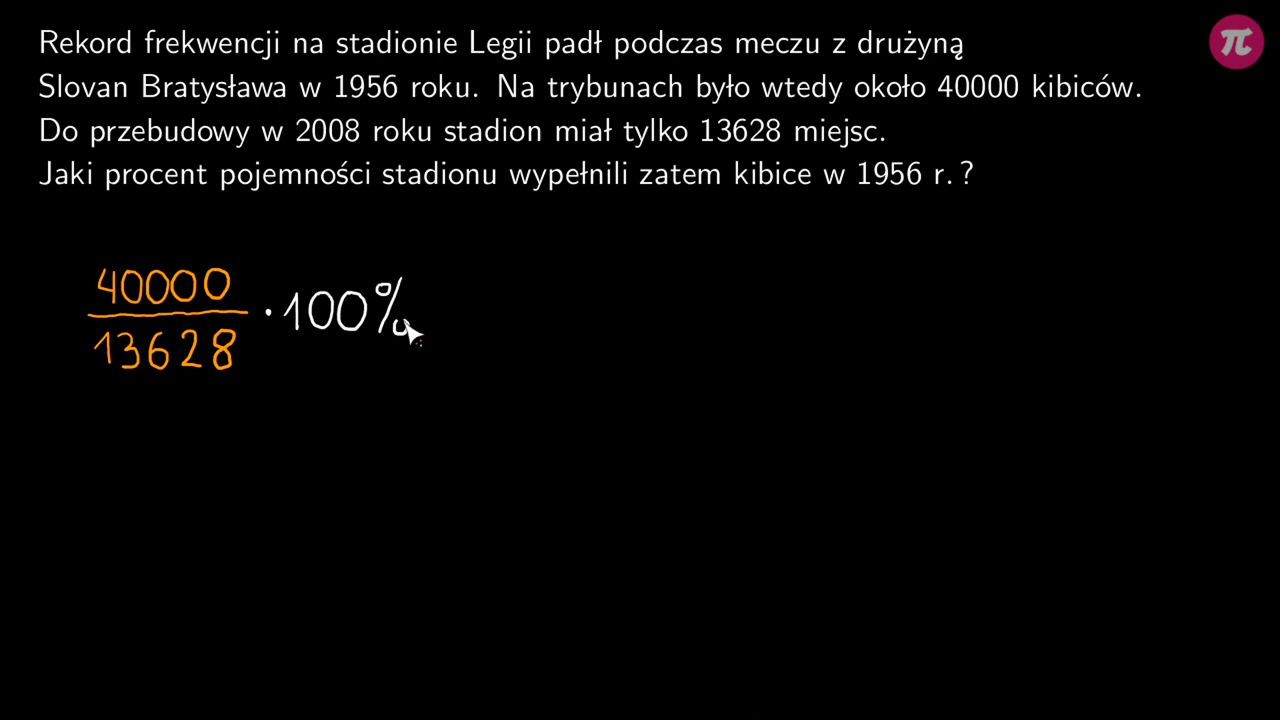 Rekord frekwencji na stadionie Legii padł podczas meczu z drużyną
Slovan Bratysława w 1956 roku. Na trybunach było wtedy około 40000 kibiców.
Do przebudowy w 2008 roku stadion miał tylko 13628 miejsc.
Jaki procent pojemności stadionu wypełnili zatem kibice w 1956 r. ?
π
40000
· 100%
13628